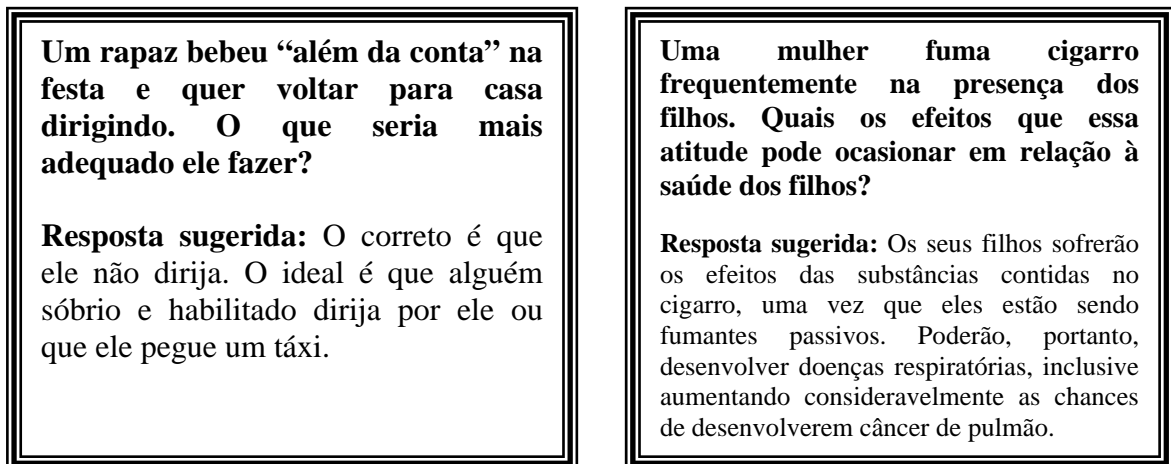 Um rapaz bebeu “além da conta” na
festa e quer voltar para casa
dirigindo. O que seria mais
adequado ele fazer?
Resposta sugerida: O correto é que
ele não dirija. O ideal é que alguém
sóbrio e habilitado dirija por ele ou
que ele pegue um táxi.
Uma mulher fuma cigarro
frequentemente na presença dos
filhos. Quais os efeitos que essa
atitude pode ocasionar em relação à
saúde dos filhos?
Resposta sugerida: Os seus filhos sofrerão
os efeitos das substâncias contidas no
cigarro, uma vez que eles estão sendo
fumantes passivos. Poderão, portanto,
desenvolver doenças respiratórias, inclusive
aumentando consideravelmente as chances
de desenvolverem câncer de pulmão.